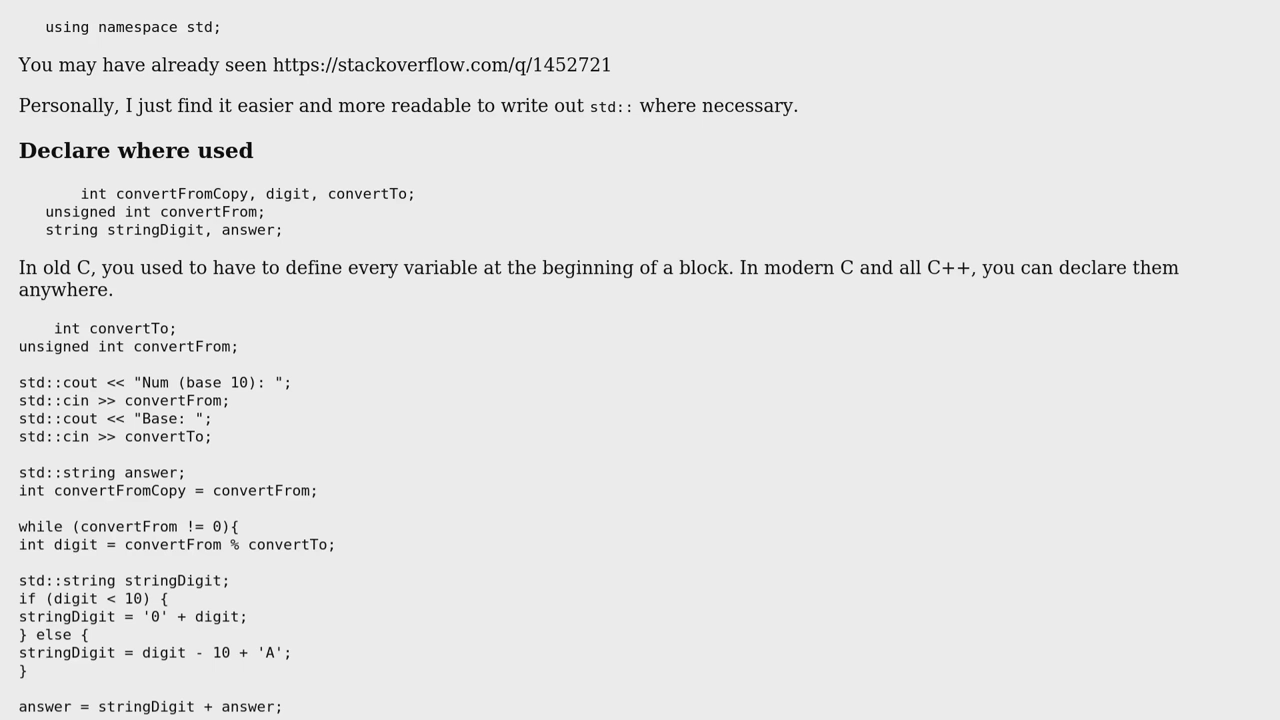 using namespace std;
You may have already seen https://stackoverflow.com/q/1452721
Personally, I just find it easier and more readable to write out std:: where necessary.
Declare where used
int convertFromCopy, digit, convertTo;
unsigned int convertFrom;
string stringDigit, answer;
In old C, you used to have to define every variable at the beginning of a block. In modern C and all C++, you can declare them
anywhere.
int convertTo;
unsigned int convertFrom;
std::cout << "Num (base 10): ";
std::cin >> convertFrom;
std::cout << "Base: ";
std::cin >> convertTo;
std::string answer;
int convertFromCopy = convertFrom;
while (convertFrom != 0){
int digit = convertFrom % convertTo;
std::string stringDigit;
if (digit < 10) {
stringDigit = '0' + digit;
} else {
stringDigit = digit - 10 + 'A';
}
answer = stringDigit + answer;